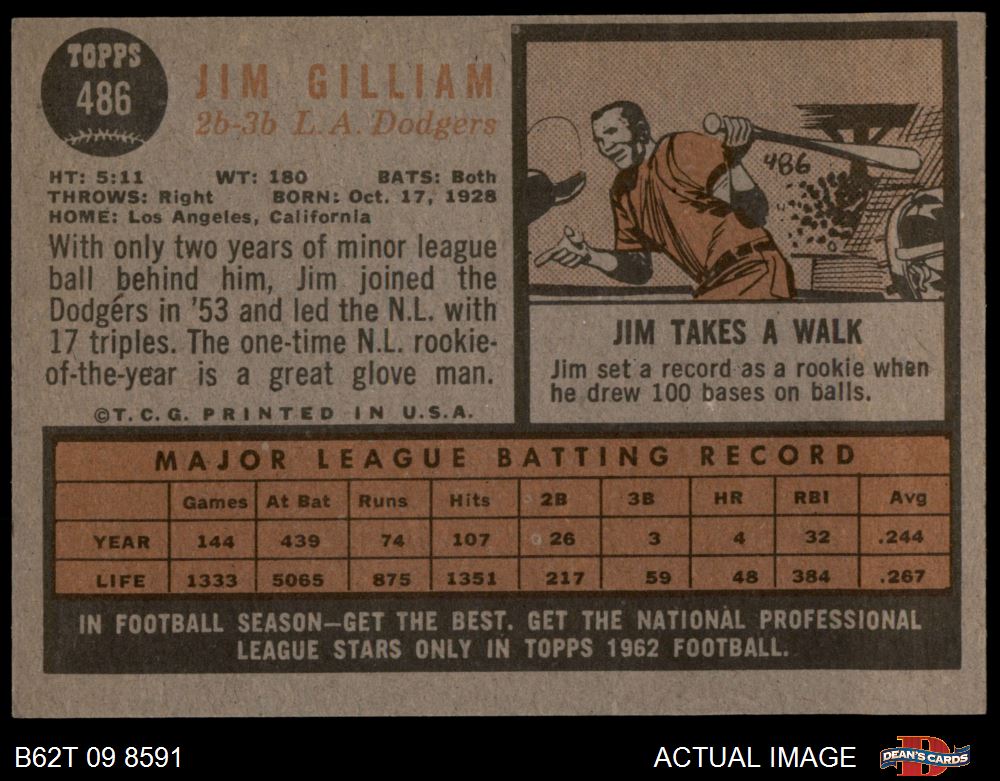 TOPPS
486
JIM GILLIAM
2b-3b L.A. Dodgers
HT: 5:11 WT: 180 BATS: Both
THROWS: Right BORN: Oct. 17, 1928
HOME: Los Angeles, California
With only two years of minor league
ball behind him, Jim joined the
Dodgers in '53 and led the N.L. with
17 triples. The one-time N.L. rookie-
of-the-year is a great glove man.
©T.C.G. PRINTED IN U.S.A.
486
JIM TAKES A WALK
Jim set a record as a rookie when
he drew 100 bases on balls.
MAJOR LEAGUE BATTING RECORD
Games At Bat Runs Hits 2B 3B HR RBI Avg
YEAR 144 439 74 107 26 3 4 32 .244
LIFE 1333 5065 875 1351 217 59 48 384 .267
IN FOOTBALL SEASON—GET THE BEST. GET THE NATIONAL PROFESSIONAL
LEAGUE STARS ONLY IN TOPPS 1962 FOOTBALL.
B62T 09 8591 ACTUAL IMAGE DEAN'S CARDS